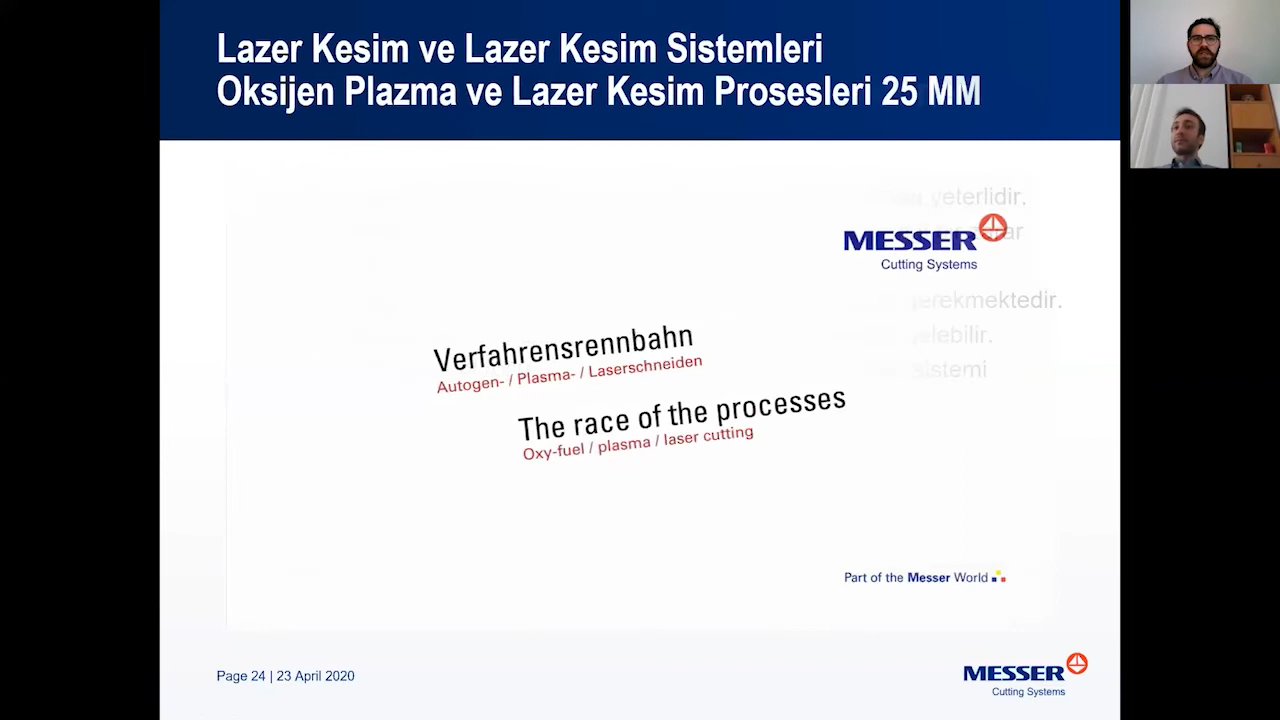 Lazer Kesim ve Lazer Kesim Sistemleri
Oksijen Plazma ve Lazer Kesim Prosesleri 25 MM
yeterlidir.
MESSER
Cutting Systems
gerekmektedir.
Verfahrensrennbahn
Autogen- / Plasma- / Laserschneiden
sistemi
The race of the processes
Oxy-fuel / plasma / laser cutting
Part of the Messer World
Page 24 | 23 April 2020
MESSER
Cutting Systems